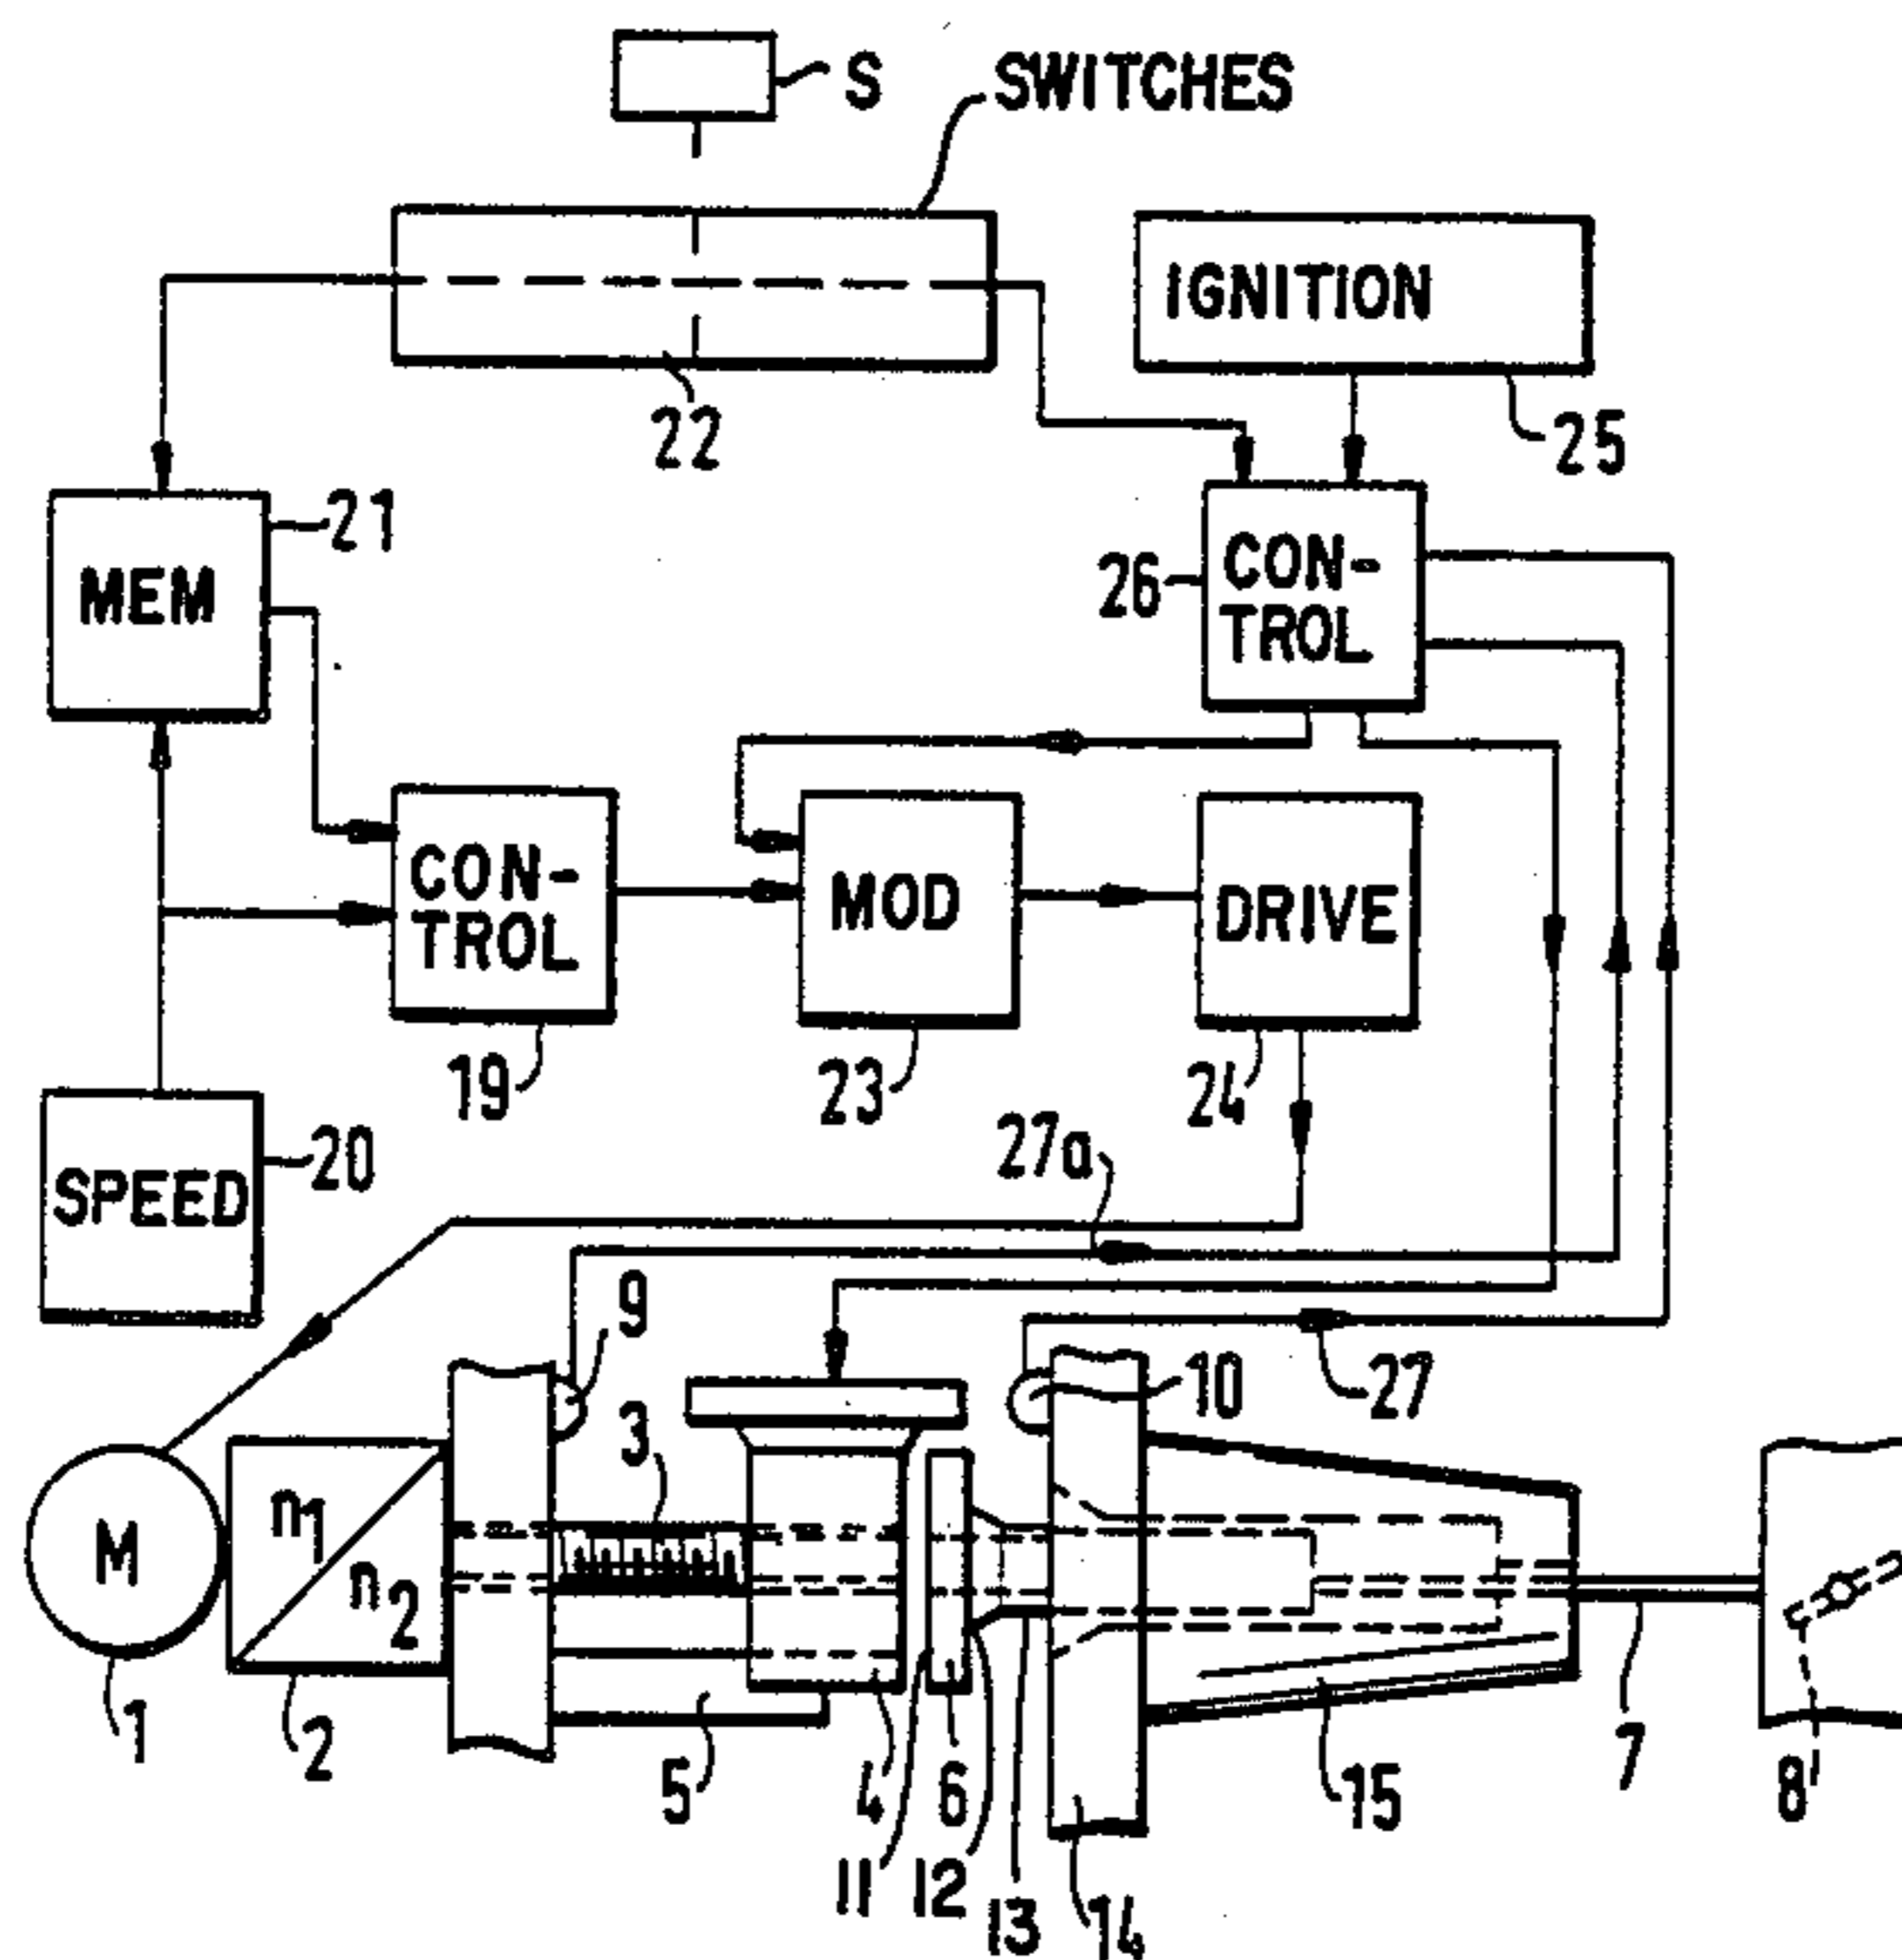 S
SWITCHES
IGNITION
22
25
21
MEM
26
CON-
TROL
CON-
TROL
MOD
DRIVE
19
23
24
20
SPEED
27a
9
10
27
3
M
n1
n2
1
2
5
4
6
15
7
8
11
12
13
14